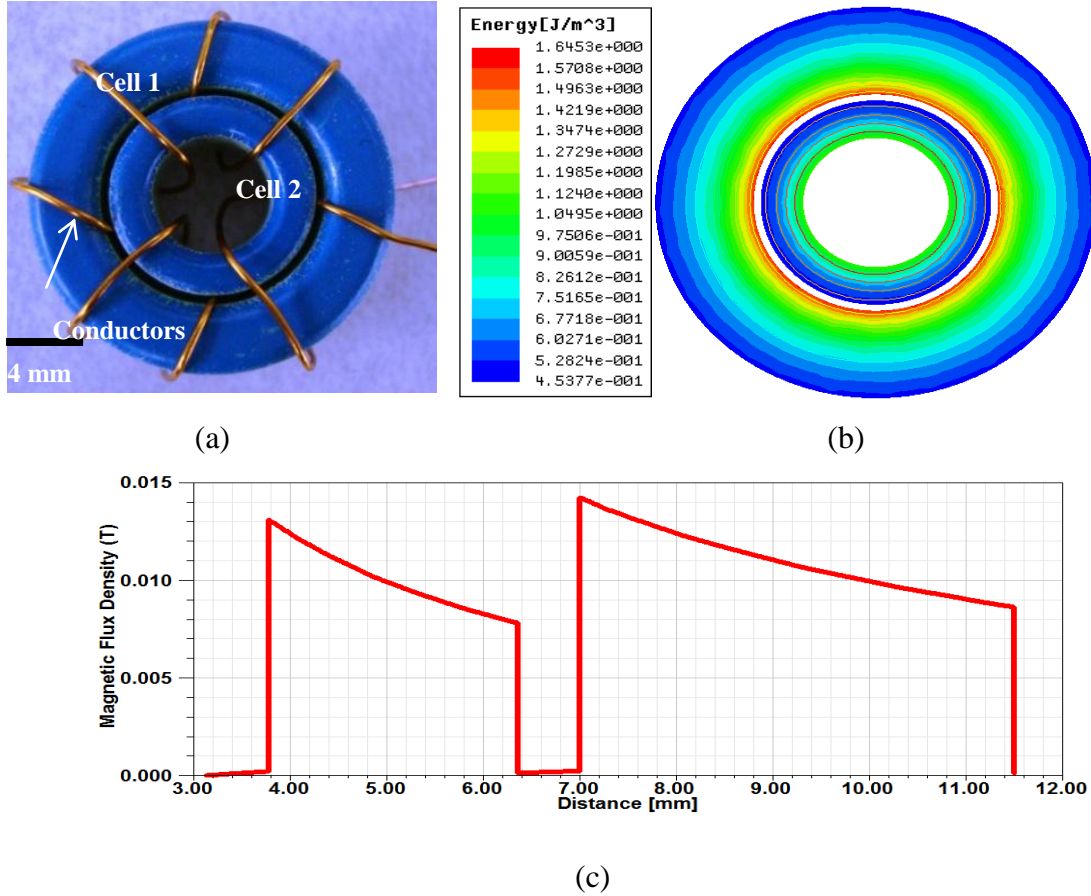 Cell 1
Cell 2
Conductors
4 mm
(a)
Energy[J/m^3]
1.6453e+000
1.5708e+000
1.4963e+000
1.4219e+000
1.3474e+000
1.2729e+000
1.1985e+000
1.1240e+000
1.0495e+000
9.7506e-001
9.0059e-001
8.2612e-001
7.5165e-001
6.7718e-001
6.0271e-001
5.2824e-001
4.5377e-001
(b)
Magnetic Flux Density (T)
0.015
0.010
0.005
0.000
3.00 4.00 5.00 6.00 7.00 8.00 9.00 10.00 11.00 12.00
Distance [mm]
(c)